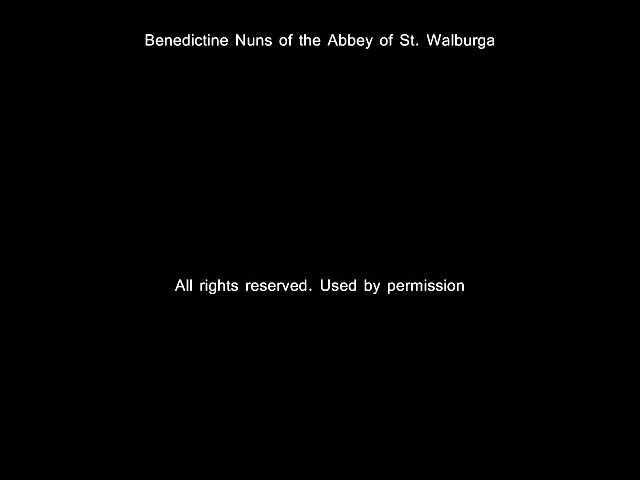 Benedictine Nuns of the Abbey of St. Walburga
All rights reserved. Used by permission